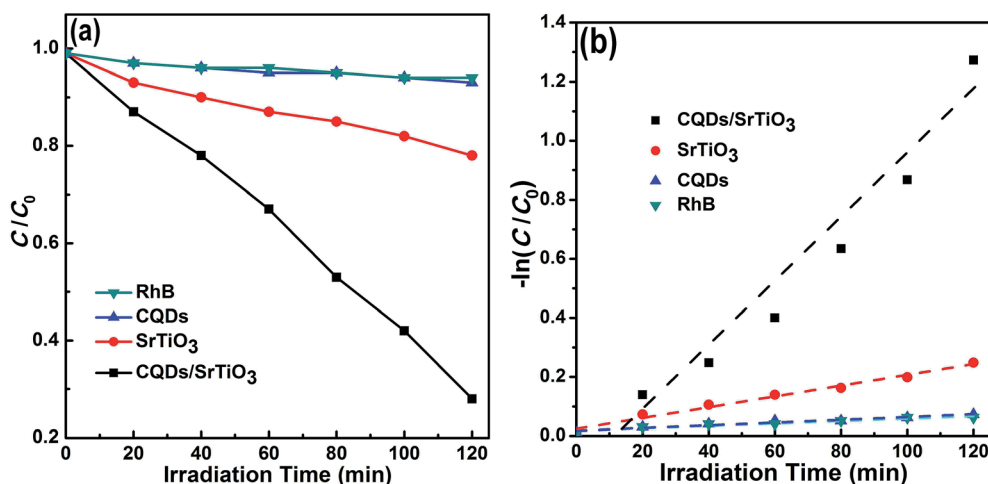 (a)
1.0
0.8
0.6
0.4
0.2
C/C₀
RhB
CQDs
SrTiO₃
CQDs/SrTiO₃
0 20 40 60 80 100 120
Irradiation Time (min)
(b)
1.4
1.2
1.0
0.8
0.6
0.4
0.2
0.0
-ln(C/C₀)
CQDs/SrTiO₃
SrTiO₃
CQDs
RhB
0 20 40 60 80 100 120
Irradiation Time (min)